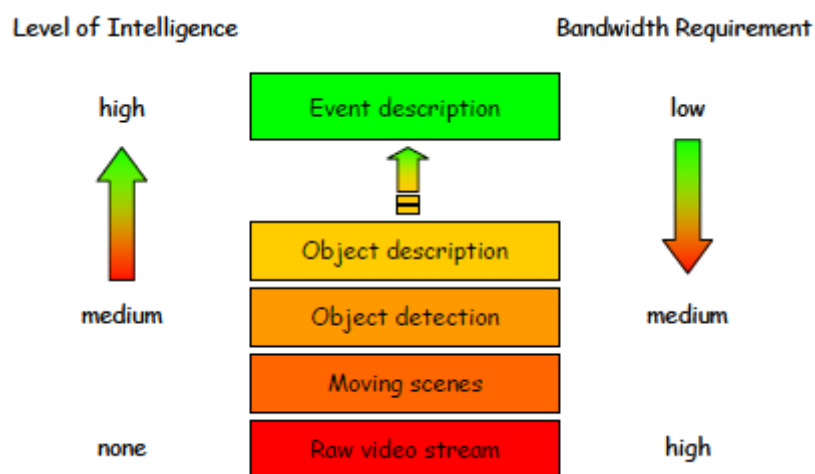 Level of Intelligence
Bandwidth Requirement
high
Event description
low
Object description
medium
Object detection
medium
Moving scenes
none
Raw video stream
high